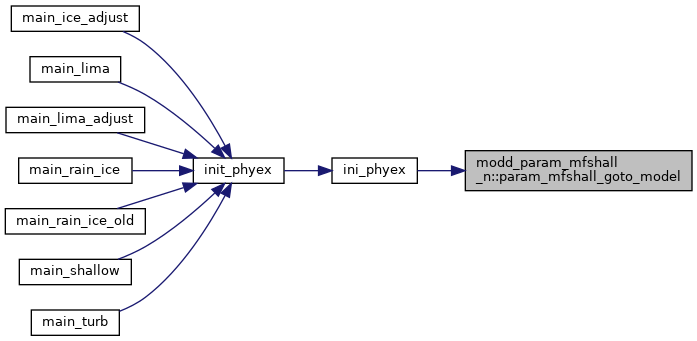 main_ice_adjust
main_lima
main_lima_adjust
main_rain_ice
main_rain_ice_old
main_shallow
main_turb
init_phyex
ini_phyex
modd_param_mfshall
_n::param_mfshall_goto_model